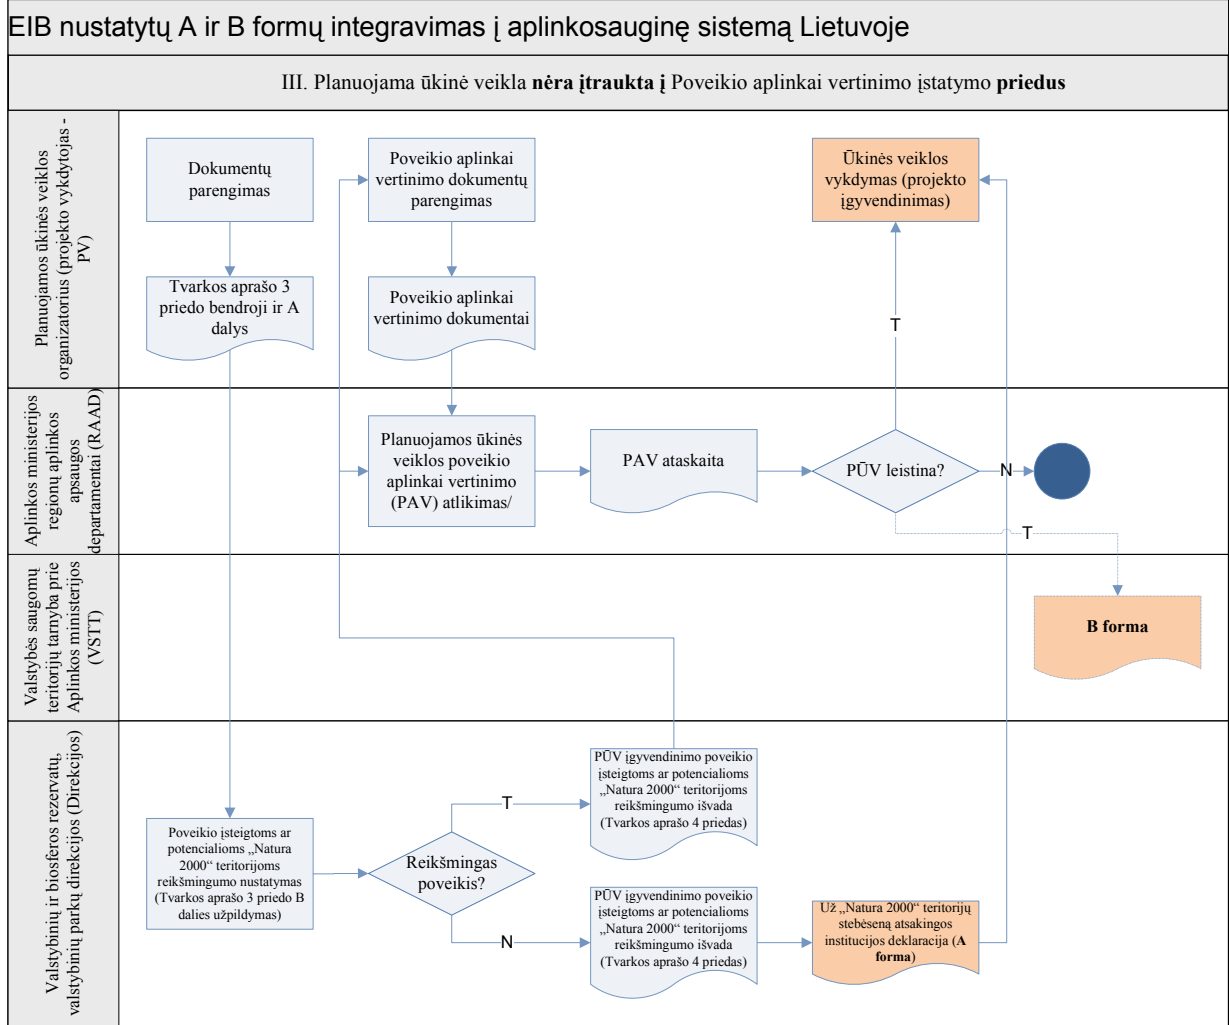 EIB nustatytų A ir B formų integravimas į aplinkosauginę sistemą Lietuvoje
III. Planuojama ūkinė veikla nėra įtraukta į Poveikio aplinkai vertinimo įstatymo priedus
Planuojamos ūkinės veiklos
organizatorius (projekto vykdytojas -
PV)
Dokumentų
parengimas
Poveikio aplinkai
vertinimo dokumentų
parengimas
Ūkinės veiklos
vykdymas (projekto
įgyvendinimas)
Tvarkos aprašo 3
priedo bendroji ir A
dalys
Poveikio aplinkai
vertinimo dokumentai
T
Aplinkos ministerijos
regionų aplinkos
apsaugos
departamentai (RAAD)
Planuojamos ūkinės
veiklos poveikio
aplinkai vertinimo
(PAV) atlikimas/
PAV ataskaita
PŪV leistina?
N
T
Valstybės saugomų
teritorijų tarnyba prie
Aplinkos ministerijos
(VSTT)
B forma
Valstybinių ir biosferos rezervatų,
valstybinių parkų direkcijos (Direkcijos)
Poveikio įsteigtoms ar
potencialioms „Natura
2000“ teritorijoms
reikšmingumo nustatymas
(Tvarkos aprašo 3 priedo B
dalies užpildymas)
Reikšmingas
poveikis?
T
PŪV įgyvendinimo poveikio
įsteigtoms ar potencialioms
„Natura 2000“ teritorijoms
reikšmingumo išvada
(Tvarkos aprašo 4 priedas)
N
PŪV įgyvendinimo poveikio
įsteigtoms ar potencialioms
„Natura 2000“ teritorijoms
reikšmingumo išvada
(Tvarkos aprašo 4 priedas)
Už „Natura 2000“ teritorijų
stebėseną atsakingos
institucijos deklaracija (A
forma)